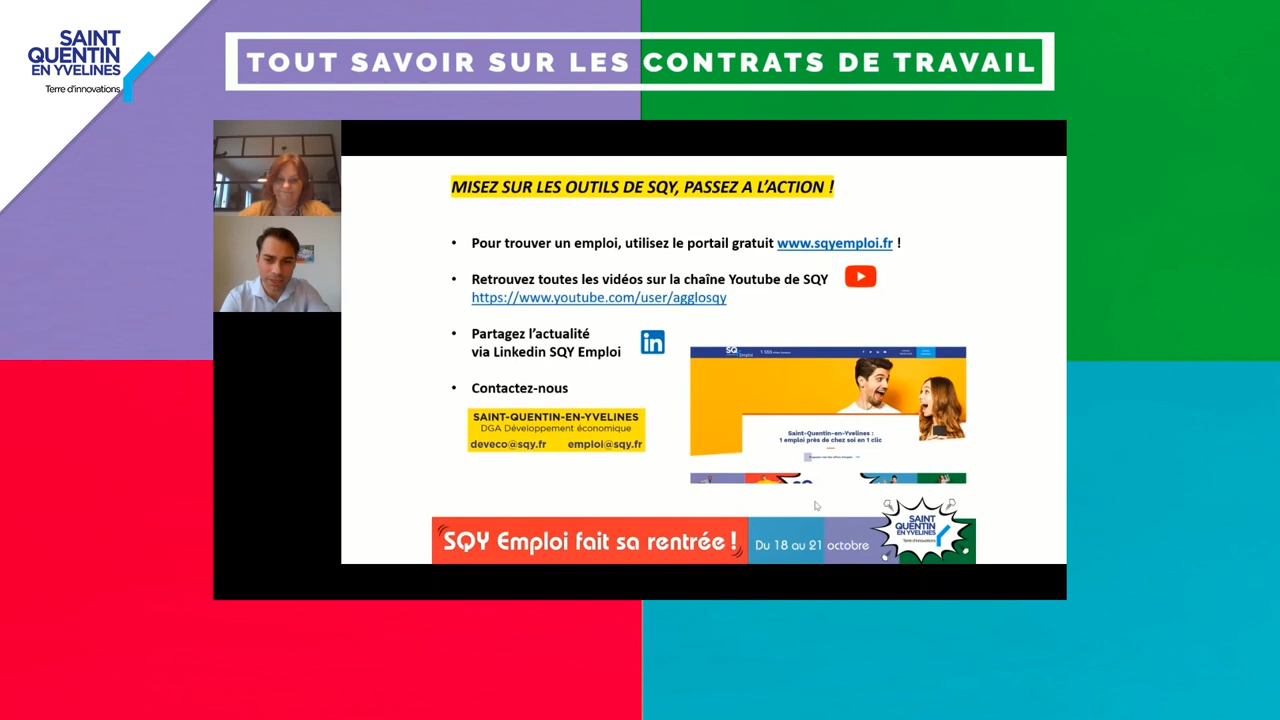 SAINT
QUENTIN
EN YVELINES
Terre d'innovations
TOUT SAVOIR SUR LES CONTRATS DE TRAVAIL
MISEZ SUR LES OUTILS DE SQY, PASSEZ A L'ACTION !
• Pour trouver un emploi, utilisez le portail gratuit www.sqyemploi.fr !
• Retrouvez toutes les vidéos sur la chaîne Youtube de SQY
https://www.youtube.com/user/agglosqy
• Partagez l'actualité
via Linkedin SQY Emploi
in
• Contactez-nous
SAINT-QUENTIN-EN-YVELINES
DGA Développement économique
deveco@sqy.fr emploi@sqy.fr
SQ
Emploi
Saint-Quentin-en-Yvelines :
1 emploi près de chez soi en 1 clic
SQY Emploi fait sa rentrée !
Du 18 au 21 octobre
SAINT
QUENTIN
EN YVELINES
Terre d'innovations